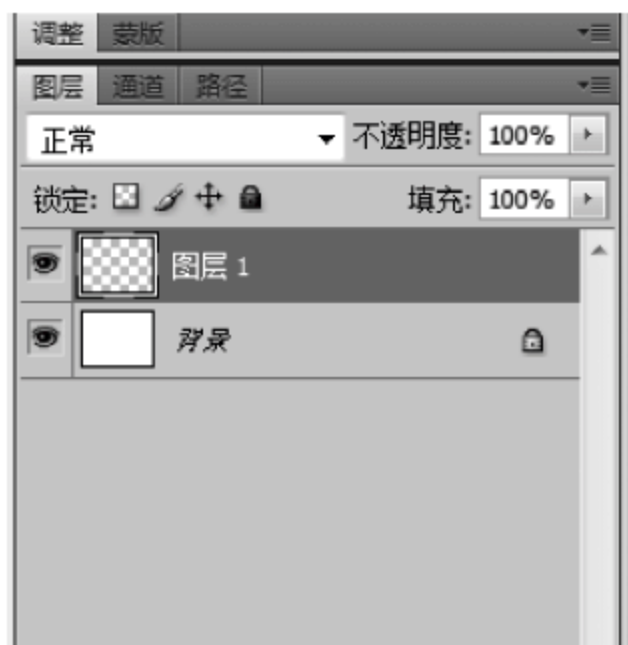 调整 蒙版
图层 通道 路径
正常 不透明度: 100%
锁定: 填充: 100%
图层 1
背景